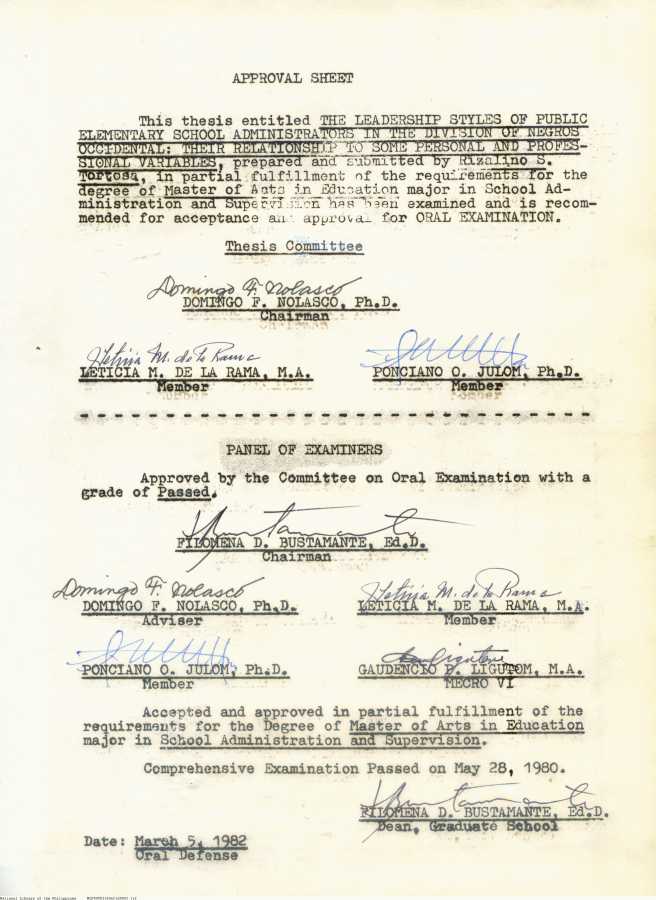 APPROVAL SHEET
This thesis entitled THE LEADERSHIP STYLES OF PUBLIC
ELEMENTARY SCHOOL ADMINISTRATORS IN THE DIVISION OF NEGROS
OCCIDENTAL: THEIR RELATIONSHIP TO SOME PERSONAL AND PROFES-
SIONAL VARIABLES, prepared and submitted by Rizalino S.
Tortosa, in partial fulfillment of the requirements for the
degree of Master of Arts in Education major in School Ad-
ministration and Supervision has been examined and is recom-
mended for acceptance and approval for ORAL EXAMINATION.
Thesis Committee
Domingo F. Nolasco
DOMINGO F. NOLASCO, Ph.D.
Chairman
Leticia M. de la Rama
LETICIA M. DE LA RAMA, M.A.
Member
PONCIANO O. JULOM, Ph.D.
Member
PANEL OF EXAMINERS
Approved by the Committee on Oral Examination with a
grade of Passed.
FILOMENA D. BUSTAMANTE, Ed.D.
Chairman
Domingo F. Nolasco
DOMINGO F. NOLASCO, Ph.D.
Adviser
Leticia M. de la Rama
LETICIA M. DE LA RAMA, M.A.
Member
PONCIANO O. JULOM, Ph.D.
Member
GAUDENCIO P. LIGUTOM, M.A.
MECRO VI
Accepted and approved in partial fulfillment of the
requirements for the Degree of Master of Arts in Education
major in School Administration and Supervision.
Comprehensive Examination Passed on May 28, 1980.
FILOMENA D. BUSTAMANTE, Ed.D.
Dean, Graduate School
Date: March 5, 1982
Oral Defense
National Library of the Philippines